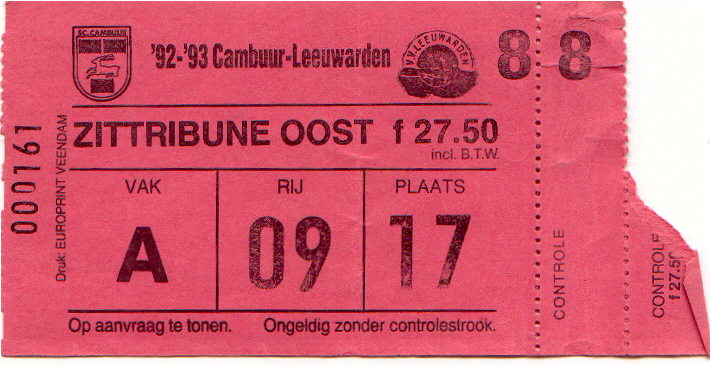 SC. CAMBUUR
'92-'93 Cambuur-Leeuwarden
V.V. LEEUWARDEN
8 8
ZITTRIBUNE OOST f 27.50
incl. B.T.W.
VAK RIJ PLAATS
A 09 17
Op aanvraag te tonen. Ongeldig zonder controlestrook.
000161
Druk: EUROPRINT VEENDAM
CONTROLE
CONTROLE
f 27.5